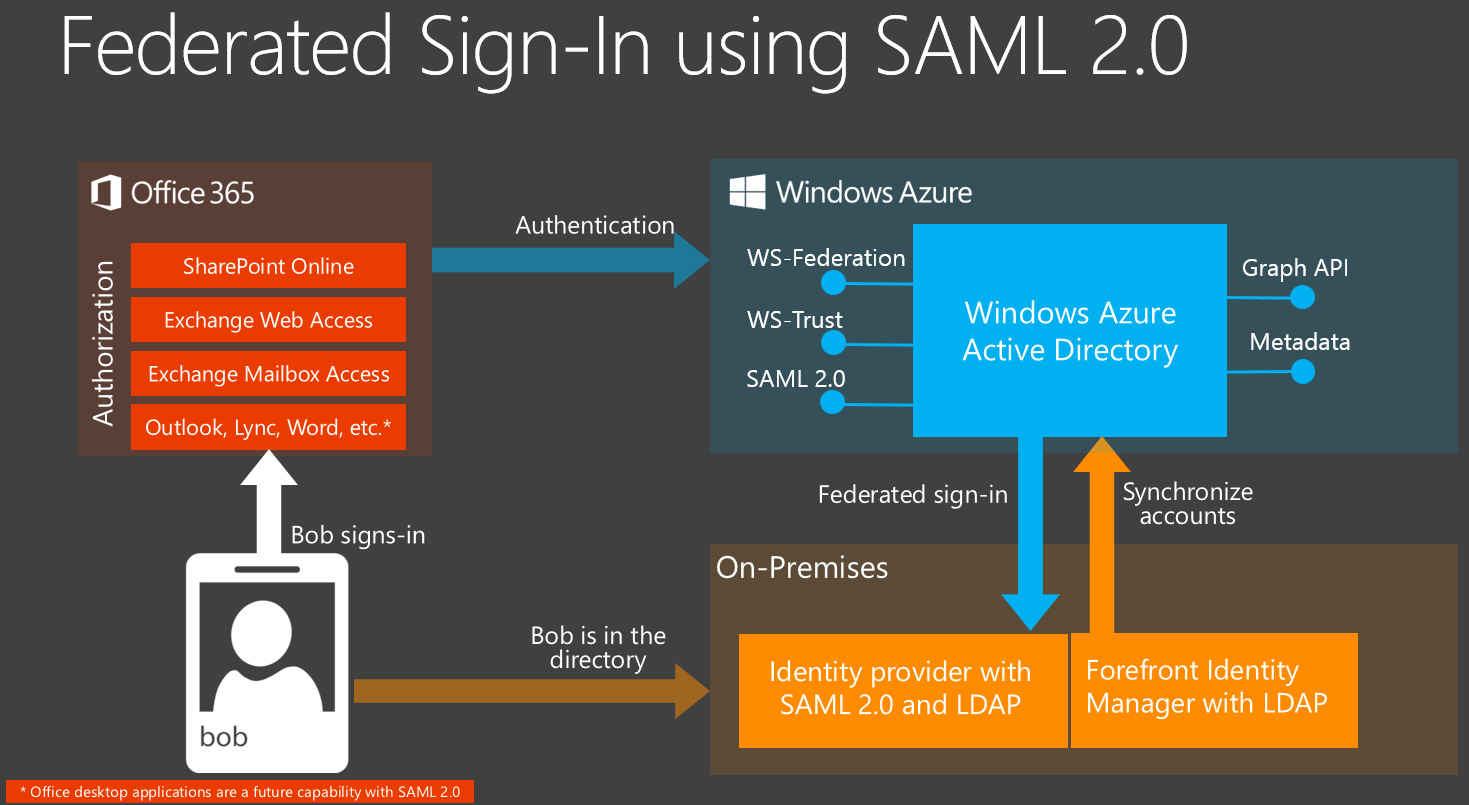 Federated Sign-In using SAML 2.0
Office 365
Authorization
SharePoint Online
Exchange Web Access
Exchange Mailbox Access
Outlook, Lync, Word, etc.*
Authentication
Windows Azure
WS-Federation
WS-Trust
SAML 2.0
Windows Azure
Active Directory
Graph API
Metadata
Bob signs-in
Federated sign-in
Synchronize
accounts
bob
Bob is in the
directory
On-Premises
Identity provider with
SAML 2.0 and LDAP
Forefront Identity
Manager with LDAP
* Office desktop applications are a future capability with SAML 2.0